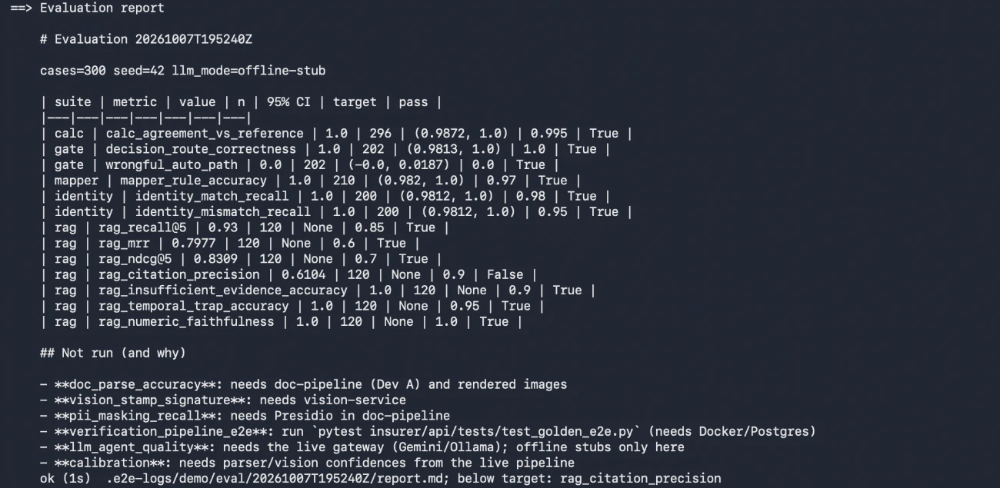 ==> Evaluation report
# Evaluation 20261007T195240Z
cases=300 seed=42 llm_mode=offline-stub
| suite | metric | value | n | 95% CI | target | pass |
|---|---|---|---|---|---|---|
| calc | calc_agreement_vs_reference | 1.0 | 296 | (0.9872, 1.0) | 0.995 | True |
| gate | decision_route_correctness | 1.0 | 202 | (0.9813, 1.0) | 1.0 | True |
| gate | wrongful_auto_path | 0.0 | 202 | (-0.0, 0.0187) | 0.0 | True |
| mapper | mapper_rule_accuracy | 1.0 | 210 | (0.982, 1.0) | 0.97 | True |
| identity | identity_match_recall | 1.0 | 200 | (0.9812, 1.0) | 0.98 | True |
| identity | identity_mismatch_recall | 1.0 | 200 | (0.9812, 1.0) | 0.95 | True |
| rag | rag_recall@5 | 0.93 | 120 | None | 0.85 | True |
| rag | rag_mrr | 0.7977 | 120 | None | 0.6 | True |
| rag | rag_ndcg@5 | 0.8309 | 120 | None | 0.7 | True |
| rag | rag_citation_precision | 0.6104 | 120 | None | 0.9 | False |
| rag | rag_insufficient_evidence_accuracy | 1.0 | 120 | None | 0.9 | True |
| rag | rag_temporal_trap_accuracy | 1.0 | 120 | None | 0.95 | True |
| rag | rag_numeric_faithfulness | 1.0 | 120 | None | 1.0 | True |
## Not run (and why)
- **doc_parse_accuracy**: needs doc-pipeline (Dev A) and rendered images
- **vision_stamp_signature**: needs vision-service
- **pii_masking_recall**: needs Presidio in doc-pipeline
- **verification_pipeline_e2e**: run `pytest insurer/api/tests/test_golden_e2e.py` (needs Docker/Postgres)
- **llm_agent_quality**: needs the live gateway (Gemini/Ollama); offline stubs only here
- **calibration**: needs parser/vision confidences from the live pipeline
ok (1s)  .e2e-logs/demo/eval/20261007T195240Z/report.md; below target: rag_citation_precision